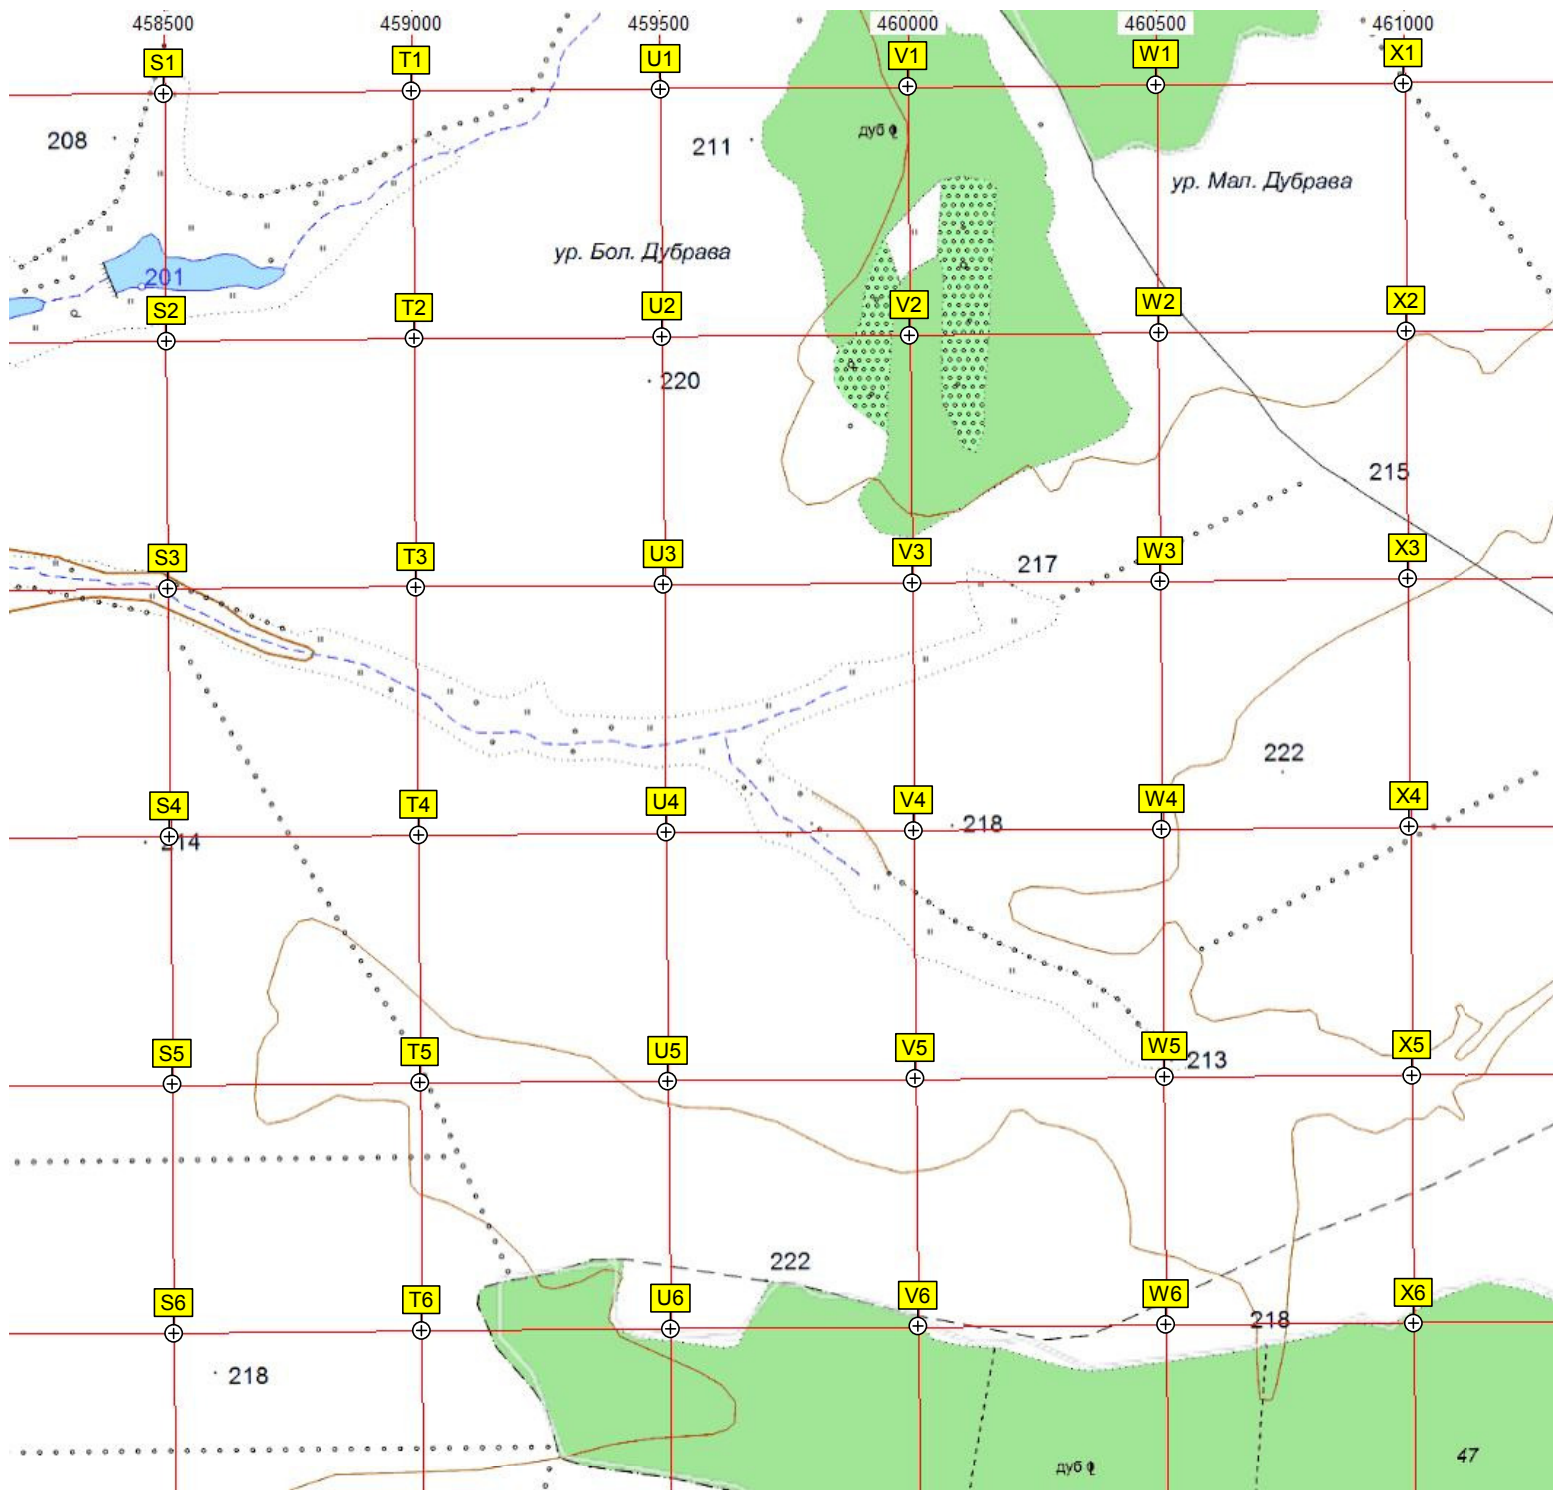 458500 459000 459500 460000 460500 461000
S1 T1 U1 V1 W1 X1
дуб
208 211
ур. Мал. Дубрава
ур. Бол. Дубрава
201
S2 T2 U2 V2 W2 X2
220
215
S3 T3 U3 V3 W3 X3
217
222
S4 T4 U4 V4 W4 X4
218
214
S5 T5 U5 V5 W5 X5
213
222
S6 T6 U6 V6 W6 X6
218
218
47
дуб